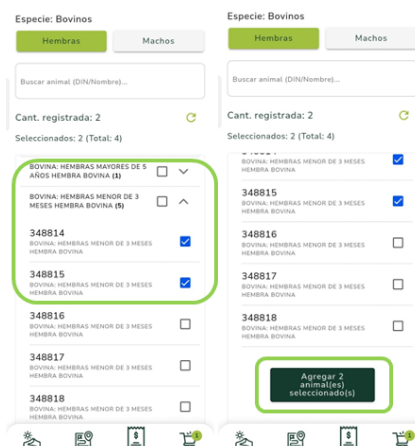 Especie: Bovinos
Hembras
Machos
Buscar animal (DIN/Nombre)...
Cant. registrada: 2
Seleccionados: 2 (Total: 4)
BOVINA: HEMBRAS MAYORES DE 5
AÑOS HEMBRA BOVINA (1)
BOVINA: HEMBRAS MENOR DE 3
MESES HEMBRA BOVINA (5)
348814
BOVINA: HEMBRAS MENOR DE 3 MESES
HEMBRA BOVINA
348815
BOVINA: HEMBRAS MENOR DE 3 MESES
HEMBRA BOVINA
348816
BOVINA: HEMBRAS MENOR DE 3 MESES
HEMBRA BOVINA
348817
BOVINA: HEMBRAS MENOR DE 3 MESES
HEMBRA BOVINA
348818
BOVINA: HEMBRAS MENOR DE 3 MESES
HEMBRA BOVINA
Especie: Bovinos
Hembras
Machos
Buscar animal (DIN/Nombre)...
Cant. registrada: 2
Seleccionados: 2 (Total: 4)
BOVINA: HEMBRAS MENOR DE 3 MESES
HEMBRA BOVINA
348815
BOVINA: HEMBRAS MENOR DE 3 MESES
HEMBRA BOVINA
348816
BOVINA: HEMBRAS MENOR DE 3 MESES
HEMBRA BOVINA
348817
BOVINA: HEMBRAS MENOR DE 3 MESES
HEMBRA BOVINA
348818
BOVINA: HEMBRAS MENOR DE 3 MESES
HEMBRA BOVINA
Agregar 2
animal(es)
seleccionado(s)